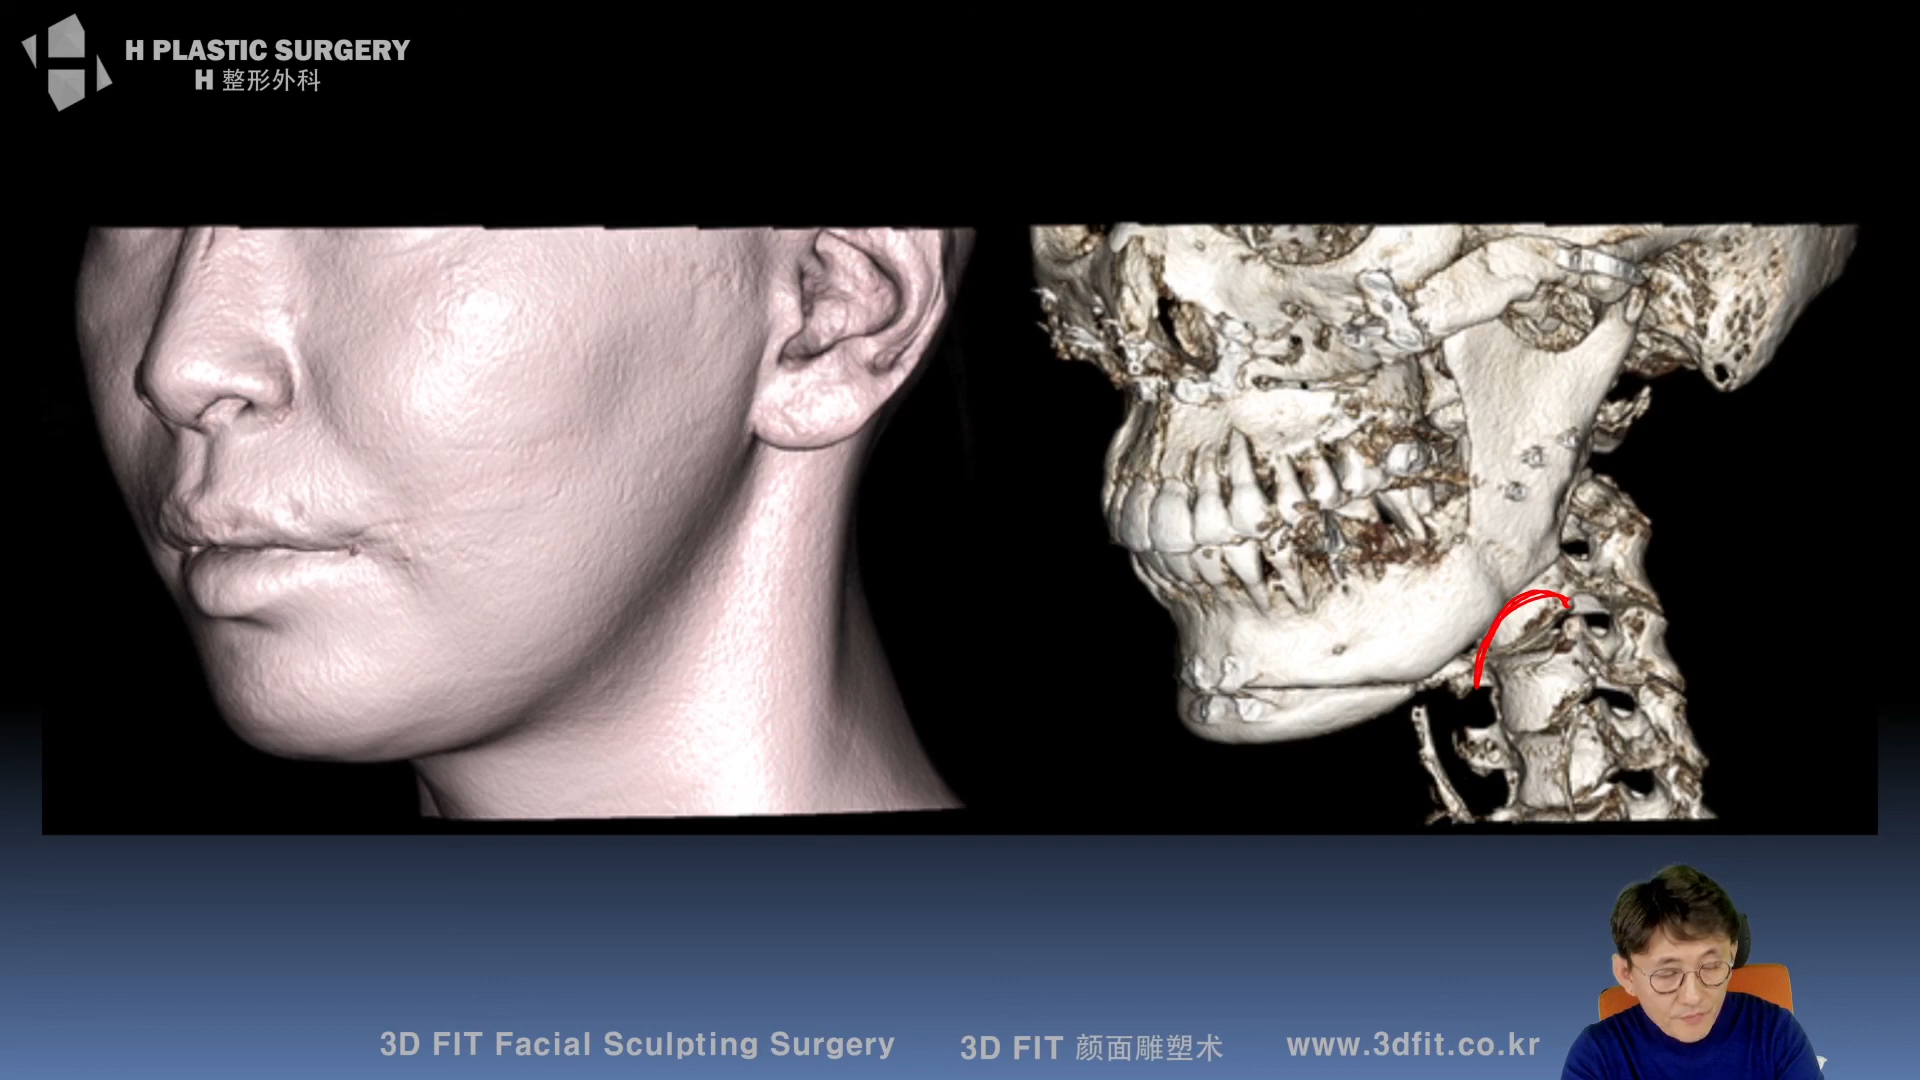 H PLASTIC SURGERY
H 整形外科
3D FIT Facial Sculpting Surgery 3D FIT 颜面雕塑术 www.3dfit.co.kr